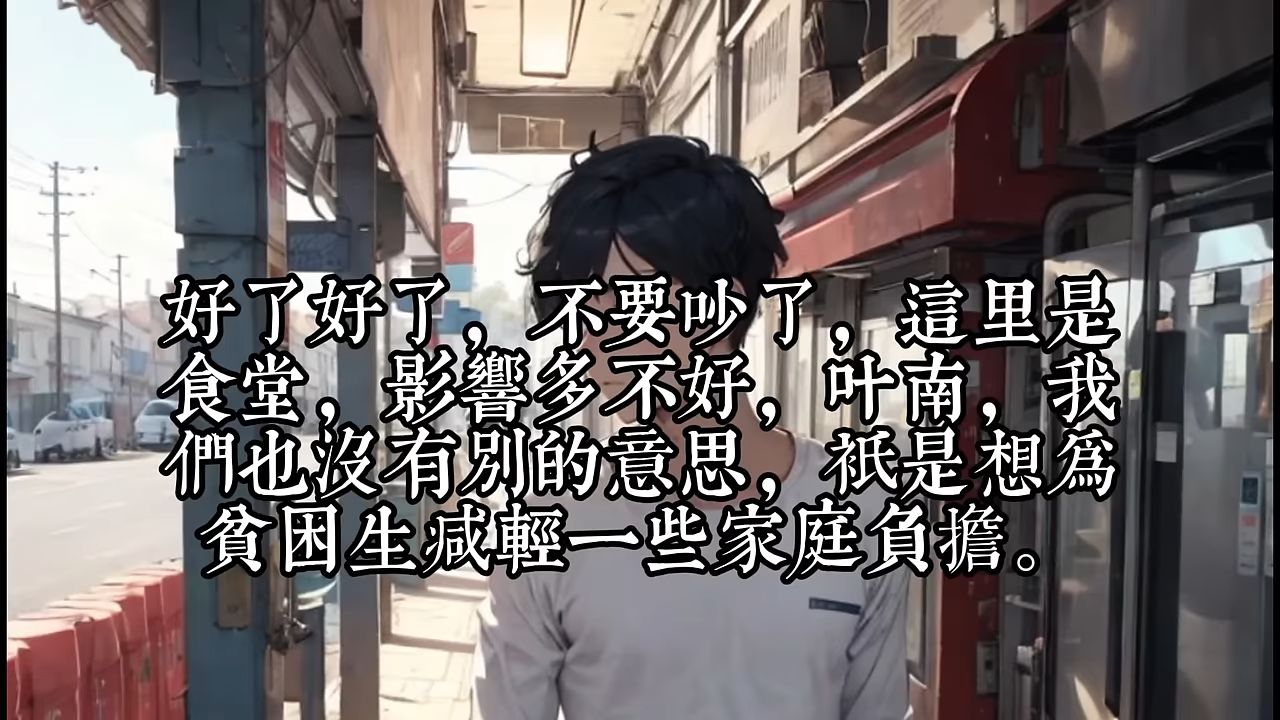 好了好了，不要吵了，這里是
食堂，影響多不好，叶南，我
們也沒有別的意思，衹是想爲
貧困生减輕一些家庭負擔。